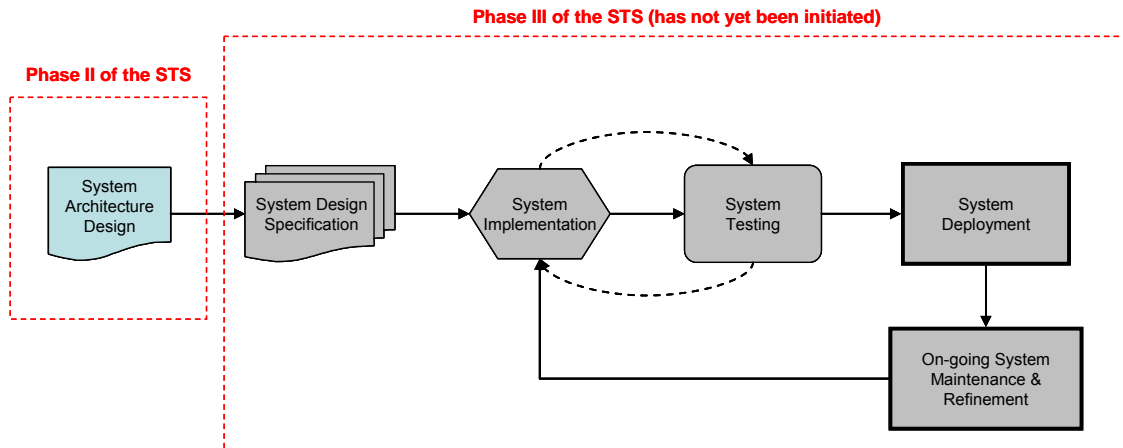 Phase III of the STS (has not yet been initiated)
Phase II of the STS
System
Architecture
Design
System Design
Specification
System
Implementation
System
Testing
System
Deployment
On-going System
Maintenance &
Refinement